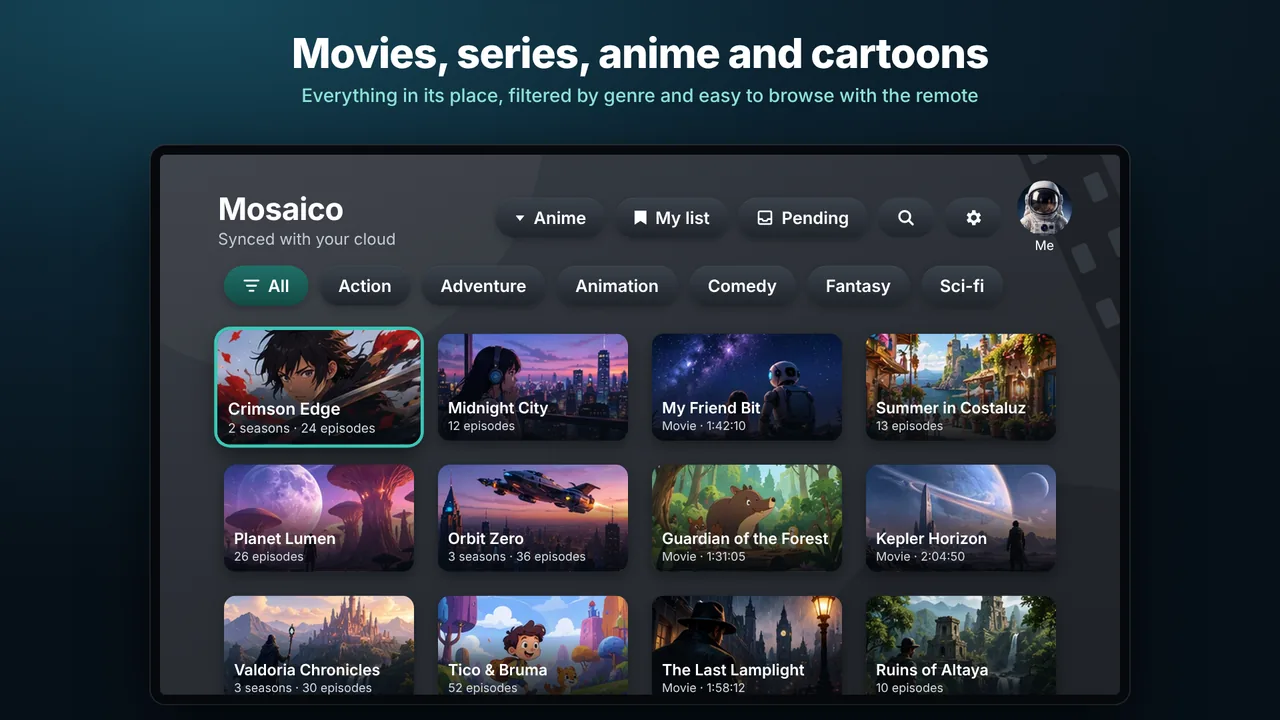 Movies, series, anime and cartoons
Everything in its place, filtered by genre and easy to browse with the remote
Mosaico
Synced with your cloud
Anime
My list
Pending
Me
All
Action
Adventure
Animation
Comedy
Fantasy
Sci-fi
Crimson Edge
2 seasons · 24 episodes
Midnight City
12 episodes
My Friend Bit
Movie · 1:42:10
Summer in Costaluz
13 episodes
Planet Lumen
26 episodes
Orbit Zero
3 seasons · 36 episodes
Guardian of the Forest
Movie · 1:31:05
Kepler Horizon
Movie · 2:04:50
Valdoria Chronicles
3 seasons · 30 episodes
Tico & Bruma
52 episodes
The Last Lamplight
Movie · 1:58:12
Ruins of Altaya
10 episodes